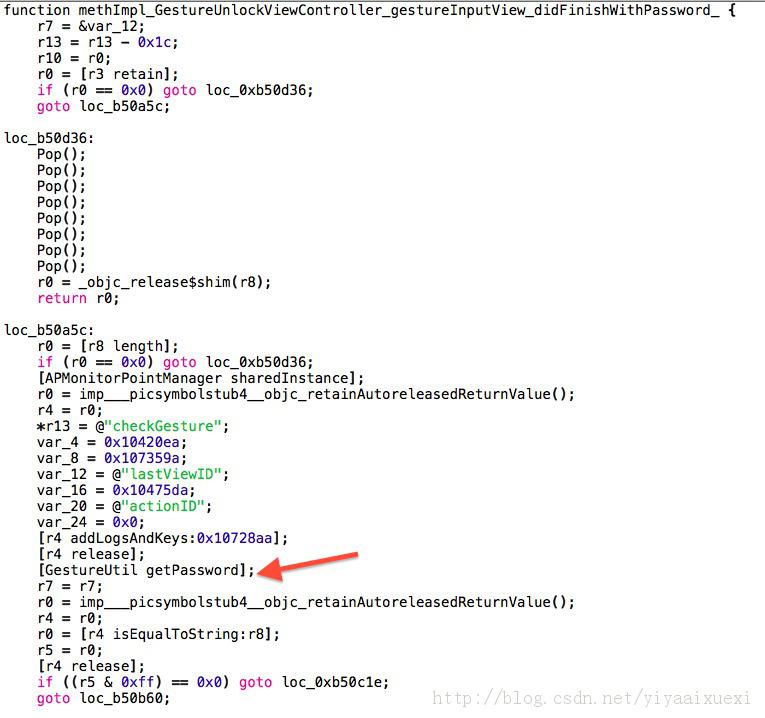 function methImpl_GestureUnlockViewController_gestureInputView_didFinishWithPassword_ {
r7 = &var_12;
r13 = r13 - 0x1c;
r10 = r0;
r0 = [r3 retain];
if (r0 == 0x0) goto loc_0xb50d36;
goto loc_b50a5c;
loc_b50d36:
Pop();
Pop();
Pop();
Pop();
Pop();
Pop();
Pop();
Pop();
r0 = _objc_release$shim(r8);
return r0;
loc_b50a5c:
r0 = [r8 length];
if (r0 == 0x0) goto loc_0xb50d36;
[APMonitorPointManager sharedInstance];
r0 = imp___picsymbolstub4__objc_retainAutoreleasedReturnValue();
r4 = r0;
*r13 = @"checkGesture";
var_4 = 0x10420ea;
var_8 = 0x107359a;
var_12 = @"lastViewID";
var_16 = 0x10475da;
var_20 = @"actionID";
var_24 = 0x0;
[r4 addLogsAndKeys:0x10728aa];
[r4 release];
[GestureUtil getPassword];
r7 = r7;
r0 = imp___picsymbolstub4__objc_retainAutoreleasedReturnValue();
r4 = r0;
r0 = [r4 isEqualToString:r8];
r5 = r0;
[r4 release];
if ((r5 & 0xff) == 0x0) goto loc_0xb50c1e;
goto loc_b50b60;
http://blog.csdn.net/yiyaaixuexi